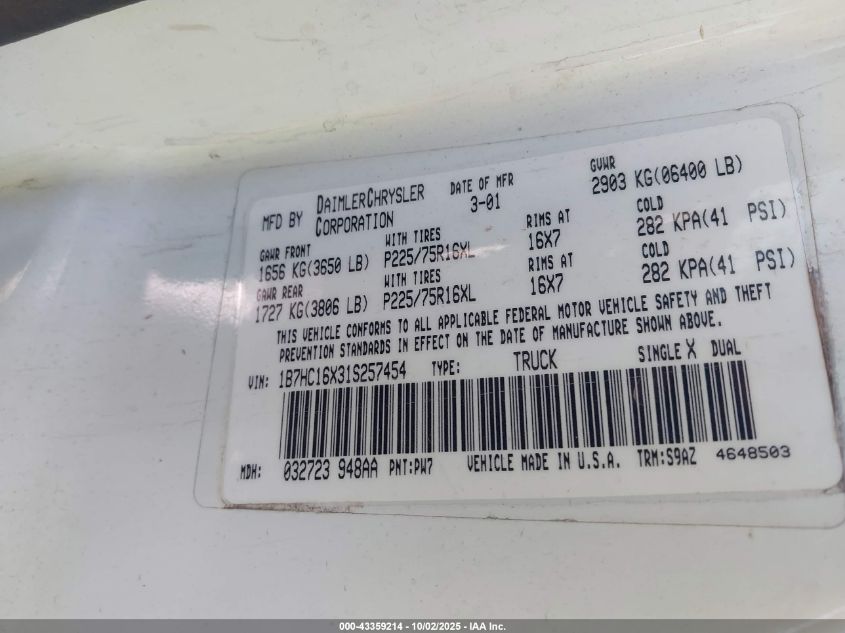 MFD BY DAIMLERCHRYSLER CORPORATION
DATE OF MFR 3-01
GVWR 2903 KG(06400 LB)
GAWR FRONT WITH TIRES RIMS AT COLD
1656 KG(3650 LB) P225/75R16XL 16X7 282 KPA(41 PSI)
GAWR REAR WITH TIRES RIMS AT COLD
1727 KG(3806 LB) P225/75R16XL 16X7 282 KPA(41 PSI)
THIS VEHICLE CONFORMS TO ALL APPLICABLE FEDERAL MOTOR VEHICLE SAFETY AND THEFT
PREVENTION STANDARDS IN EFFECT ON THE DATE OF MANUFACTURE SHOWN ABOVE.
VIN: 1B7HC16X31S257454 TYPE: TRUCK SINGLE X DUAL
MDH: 032723 948AA PNT:PW7 VEHICLE MADE IN U.S.A. TRM:S9AZ 4648503
000-43359214 - 10/02/2025 - IAA Inc.